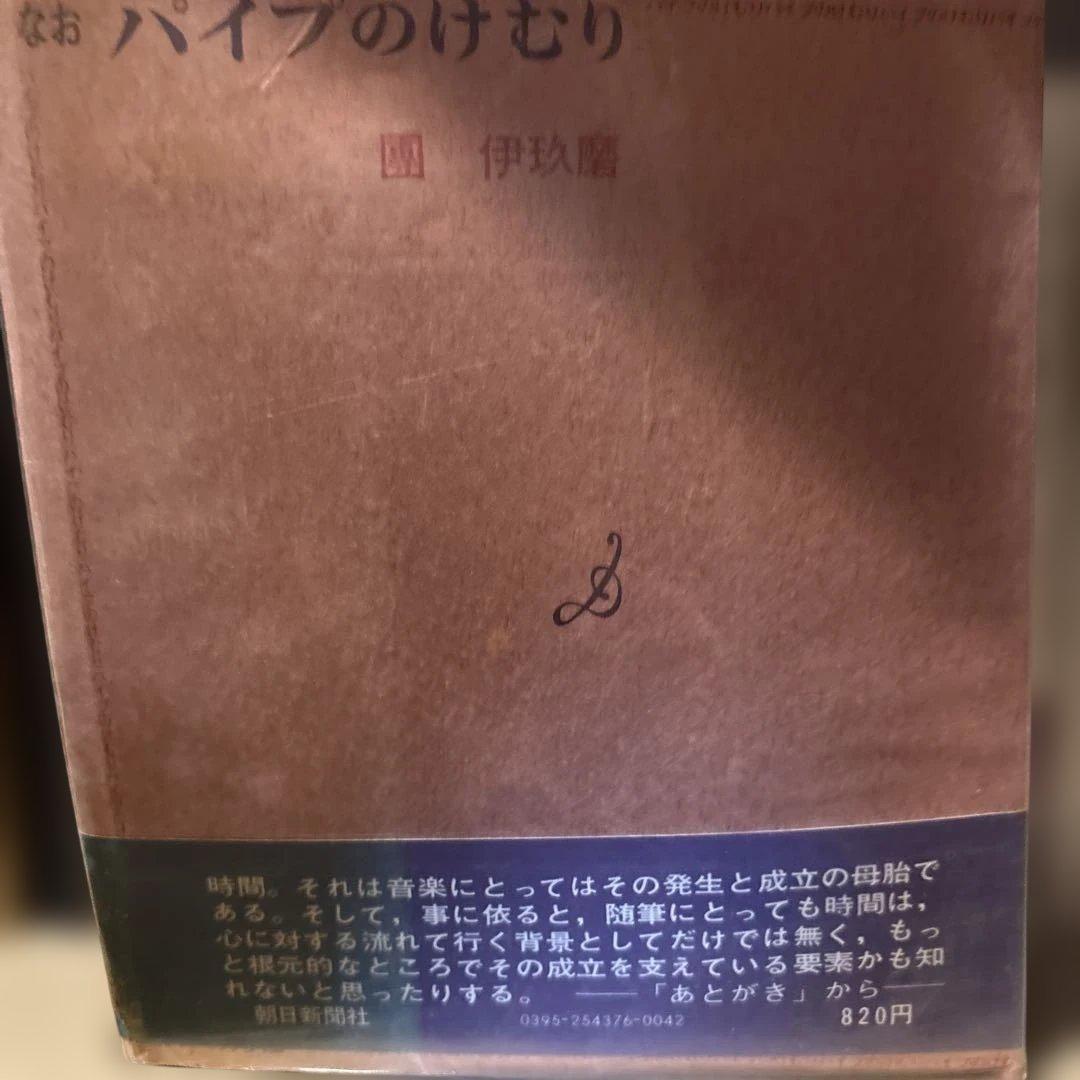 なお パイプのけむり
團 伊玖磨
時間。それは音楽にとってはその発生と成立の母胎で
ある。そして，事に依ると，随筆にとっても時間は，
心に対する流れて行く背景としてだけでは無く，もっ
と根元的なところでその成立を支えている要素かも知
れないと思ったりする。 ――「あとがき」から――
朝日新聞社 0395-254376-0042 820円